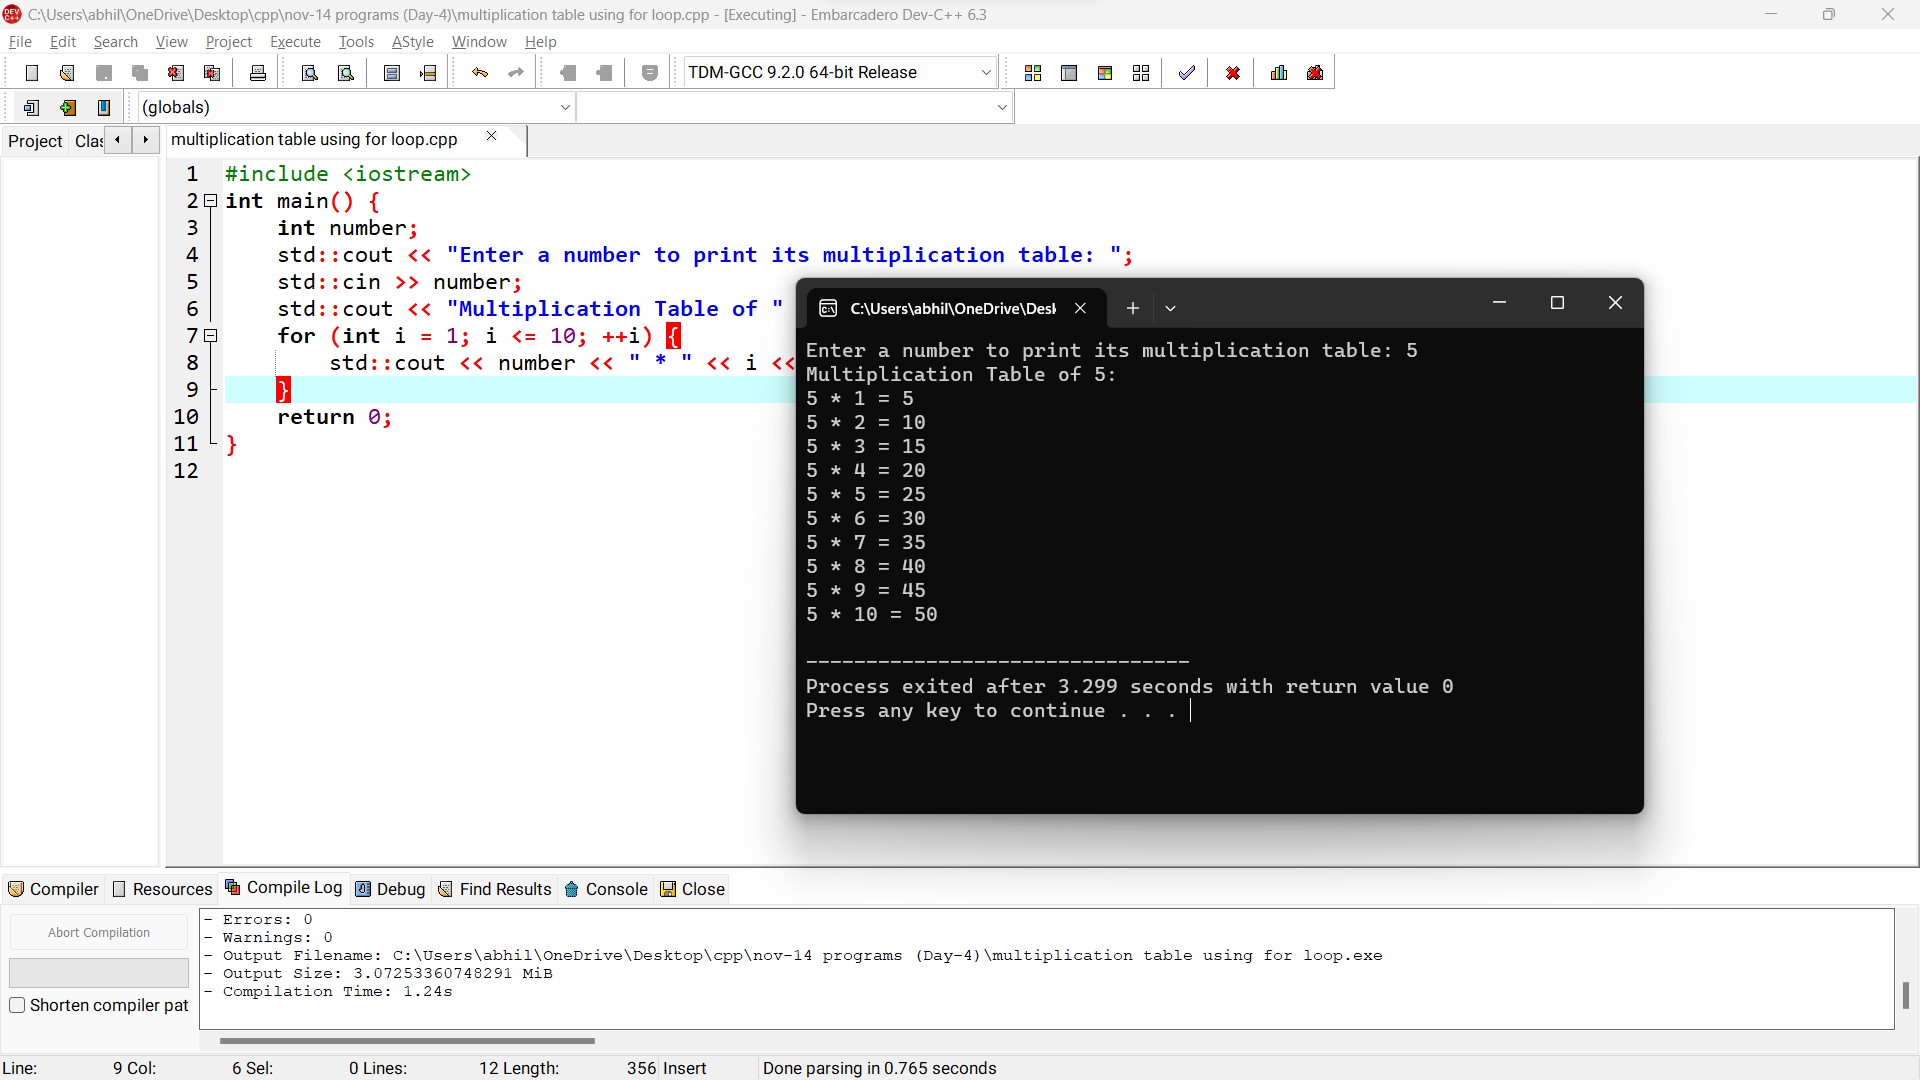 C:\Users\abhil\OneDrive\Desktop\cpp\nov-14 programs (Day-4)\multiplication table using for loop.cpp - [Executing] - Embarcadero Dev-C++ 6.3
File Edit Search View Project Execute Tools AStyle Window Help
TDM-GCC 9.2.0 64-bit Release
(globals)
Project Clas
multiplication table using for loop.cpp
1 #include <iostream>
2 int main() {
3 int number;
4 std::cout << "Enter a number to print its multiplication table: ";
5 std::cin >> number;
6 std::cout << "Multiplication Table of "
7 for (int i = 1; i <= 10; ++i) {
8 std::cout << number << " * " << i <<
9 }
10 return 0;
11 }
12
C:\Users\abhil\OneDrive\Desk
Enter a number to print its multiplication table: 5
Multiplication Table of 5:
5 * 1 = 5
5 * 2 = 10
5 * 3 = 15
5 * 4 = 20
5 * 5 = 25
5 * 6 = 30
5 * 7 = 35
5 * 8 = 40
5 * 9 = 45
5 * 10 = 50
--------------------------------
Process exited after 3.299 seconds with return value 0
Press any key to continue . . .
Compiler Resources Compile Log Debug Find Results Console Close
Abort Compilation
Shorten compiler pat
- Errors: 0
- Warnings: 0
- Output Filename: C:\Users\abhil\OneDrive\Desktop\cpp\nov-14 programs (Day-4)\multiplication table using for loop.exe
- Output Size: 3.07253360748291 MiB
- Compilation Time: 1.24s
Line: 9 Col: 6 Sel: 0 Lines: 12 Length: 356 Insert Done parsing in 0.765 seconds